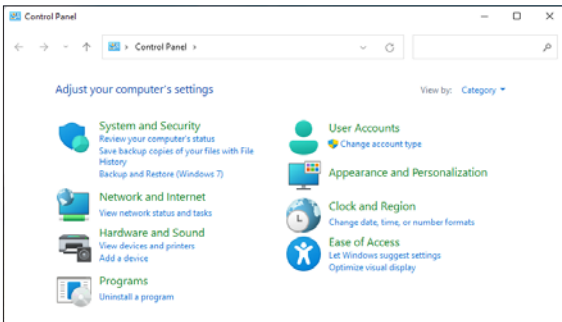 Control Panel
Control Panel
Adjust your computer's settings
View by: Category
System and Security
Review your computer's status
Save backup copies of your files with File
History
Backup and Restore (Windows 7)
Network and Internet
View network status and tasks
Hardware and Sound
View devices and printers
Add a device
Programs
Uninstall a program
User Accounts
Change account type
Appearance and Personalization
Clock and Region
Change date, time, or number formats
Ease of Access
Let Windows suggest settings
Optimize visual display